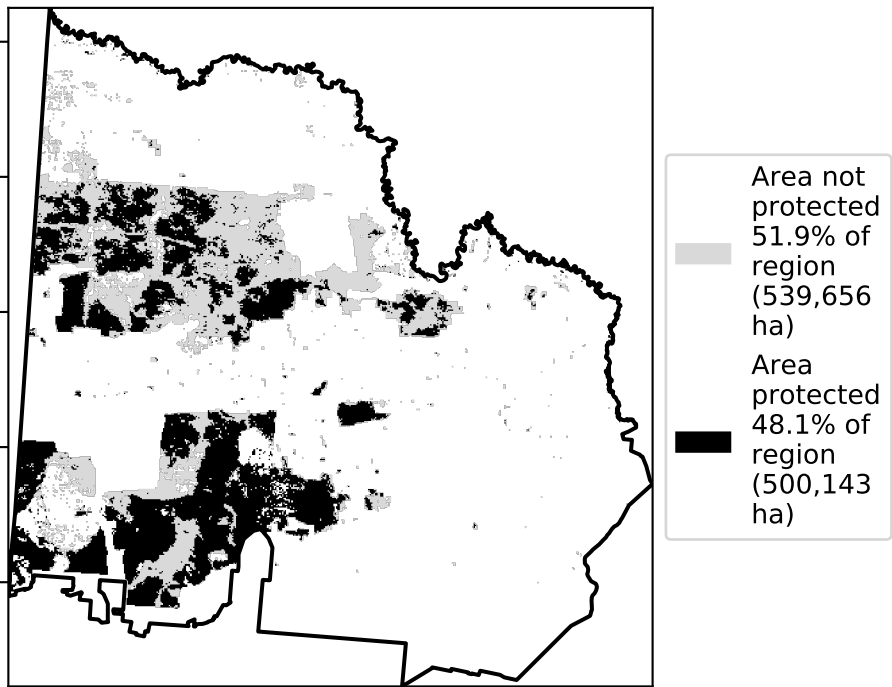 Area not
protected
51.9% of
region
(539,656
ha)
Area
protected
48.1% of
region
(500,143
ha)